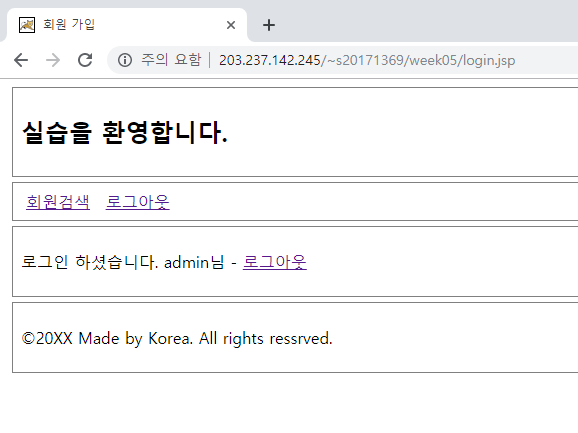 회원 가입
주의 요함 | 203.237.142.245/~s20171369/week05/login.jsp
실습을 환영합니다.
회원검색 로그아웃
로그인 하셨습니다. admin님 - 로그아웃
©20XX Made by Korea. All rights ressrved.